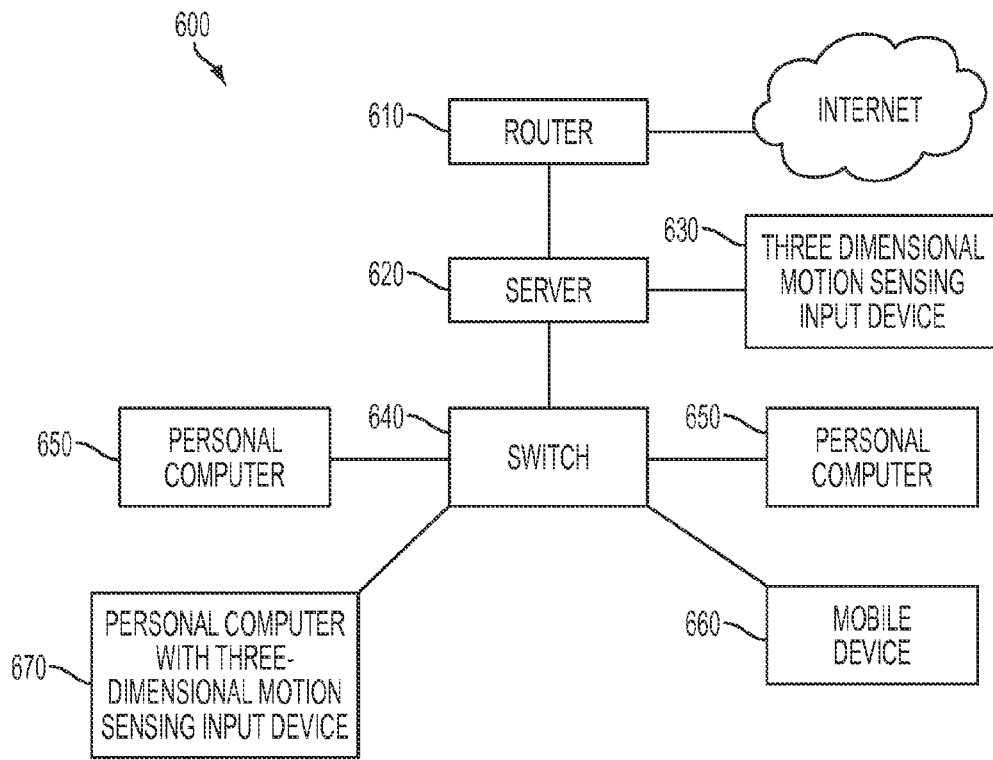 600
610
ROUTER
INTERNET
620
SERVER
630
THREE DIMENSIONAL
MOTION SENSING
INPUT DEVICE
650
PERSONAL
COMPUTER
640
SWITCH
650
PERSONAL
COMPUTER
670
PERSONAL COMPUTER
WITH THREE-
DIMENSIONAL MOTION
SENSING INPUT DEVICE
660
MOBILE
DEVICE